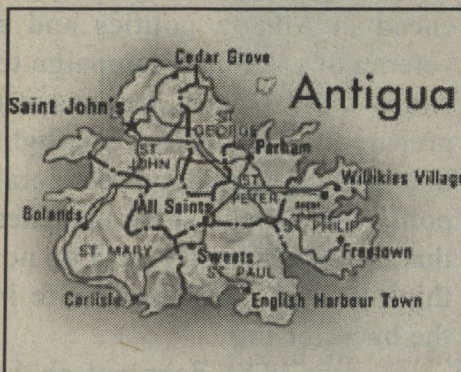 Cedar Grove
Antigua
Saint John's
ST. GEORGE
Parham
ST. JOHN
ST. PETER
Willikies Village
Bolands
All Saints
ST. PHILIP
ST. MARY
Sweets
Freetown
ST. PAUL
Carlisle
English Harbour Town